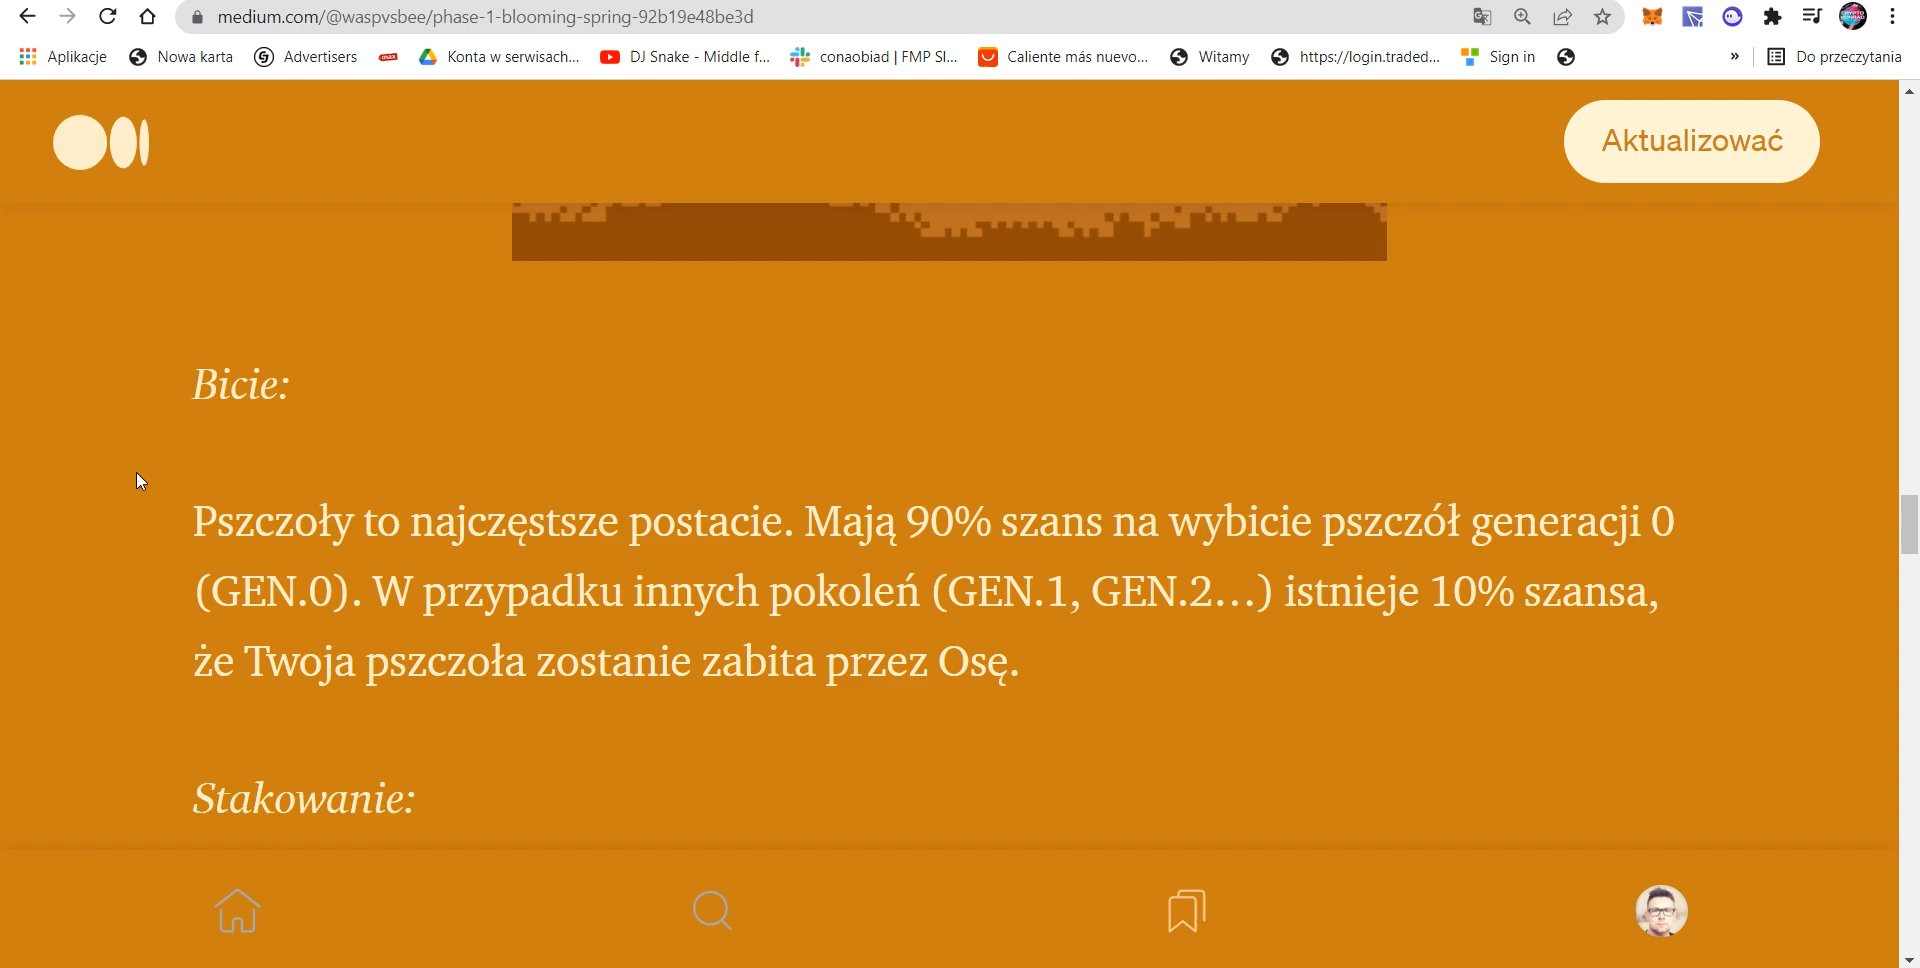 medium.com/@waspvsbee/phase-1-blooming-spring-92b19e48be3d
Aplikacje Nowa karta Advertisers max Konta w serwisach... DJ Snake - Middle f... conaobiad | FMP Sl... Caliente más nuevo... Witamy https://login.traded... Sign in » Do przeczytania
Aktualizować
Bicie:
Pszczoły to najczęstsze postacie. Mają 90% szans na wybicie pszczół generacji 0
(GEN.0). W przypadku innych pokoleń (GEN.1, GEN.2…) istnieje 10% szansa,
że Twoja pszczoła zostanie zabita przez Osę.
Stakowanie: